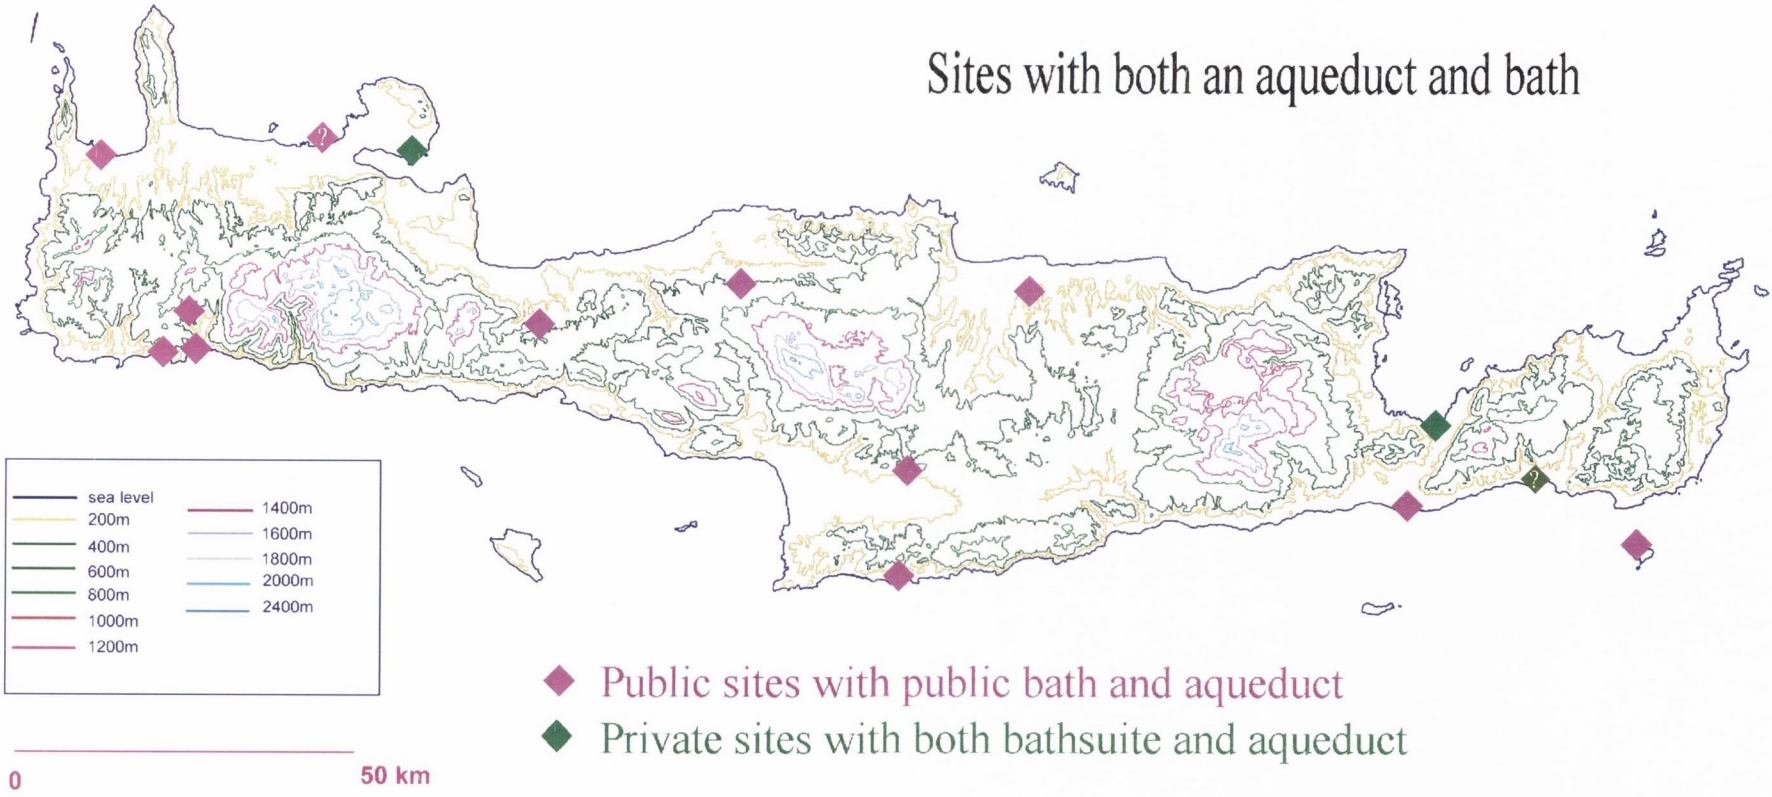 Sites with both an aqueduct and bath
?
?
sea level
200m
400m
600m
800m
1000m
1200m
1400m
1600m
1800m
2000m
2400m
Public sites with public bath and aqueduct
Private sites with both bathsuite and aqueduct
0
50 km